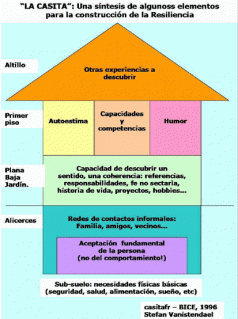 "LA CASITA": Una síntesis de algunoss elementos
para la construcción de la Resiliencia
Altillo
Otras experiencias a
descubrir
Primer
piso
Autoestima
Capacidades
y
competencias
Humor
Plana
Baja
Jardín.
Capacidad de descubrir un
sentido, una coherencia: referencias,
responsabilidades, fe no sectaria,
historia de vida, proyectos, hobbies...
Alicerces
Redes de contactos informales:
Familia, amigos, vecinos...
Aceptación fundamental
de la persona
(no del comportamiento!)
Sub-suelo: necesidades físicas básicas
(seguridad, salud, alimentación, sueño, etc)
casitafr – BICE, 1996
Stefan Vanistendael